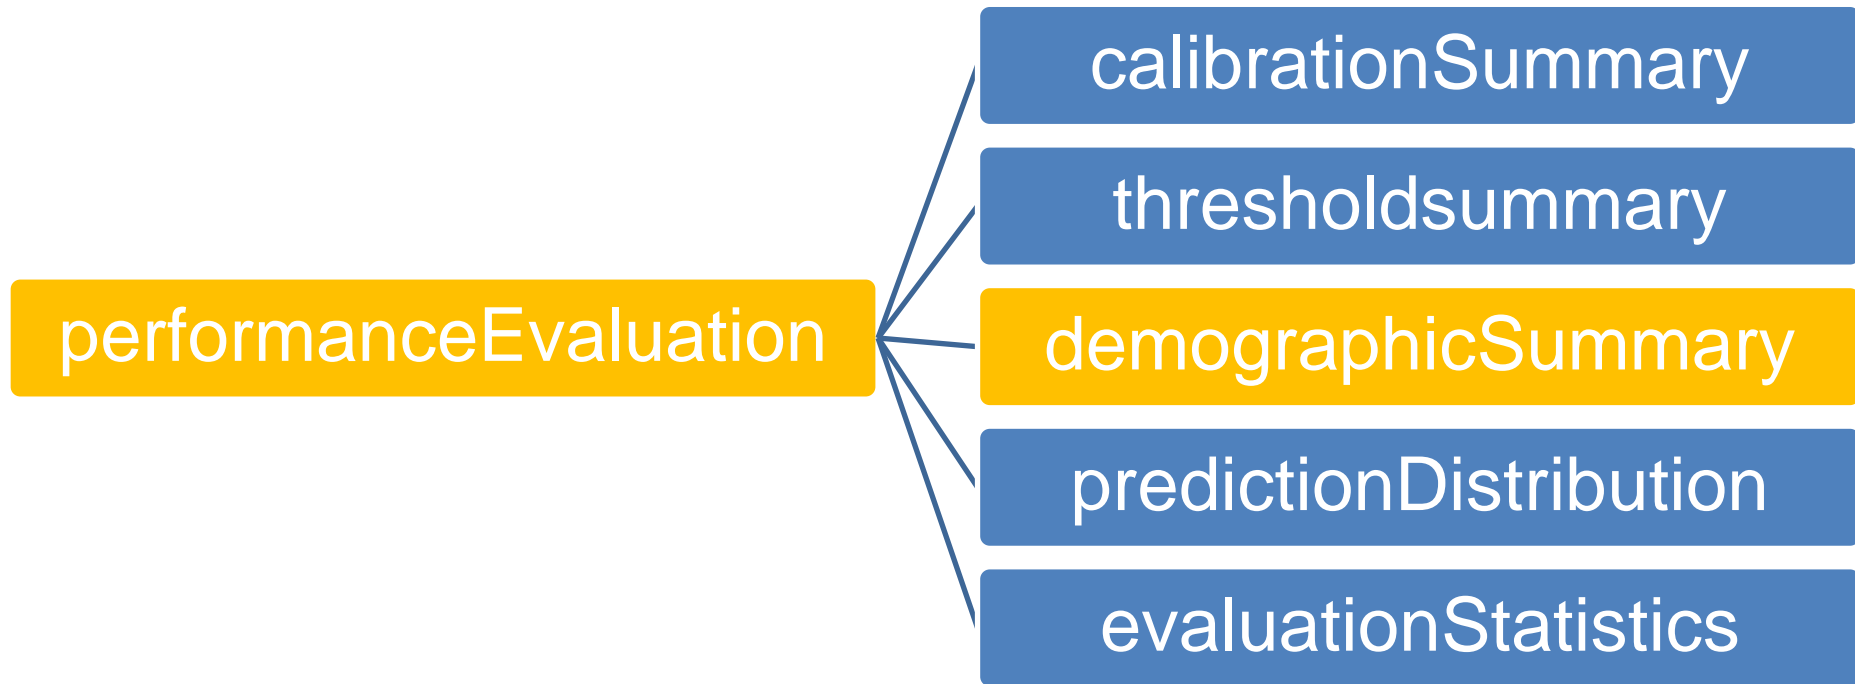 performanceEvaluation
calibrationSummary
thresholdsummary
demographicSummary
predictionDistribution
evaluationStatistics